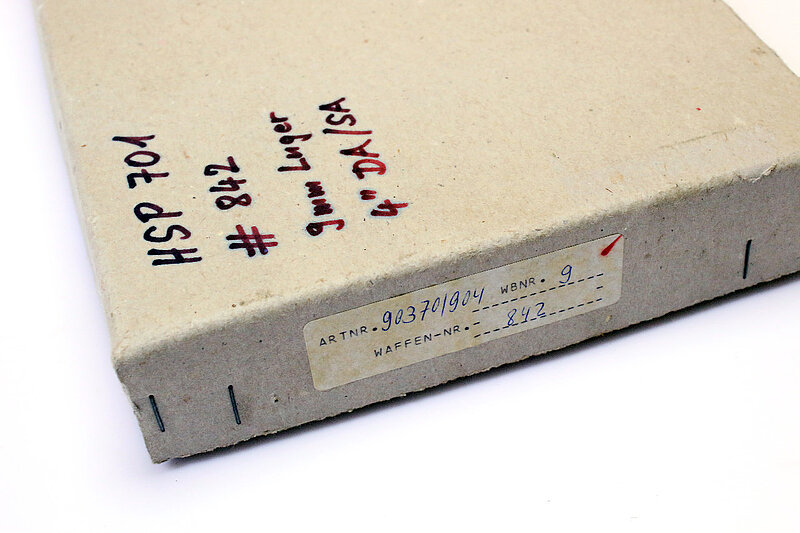 HSP 701
# 842
9mm Luger
4" DA/SA
ARTNR. 903701904 WBNR. 9
WAFFEN-NR. 842